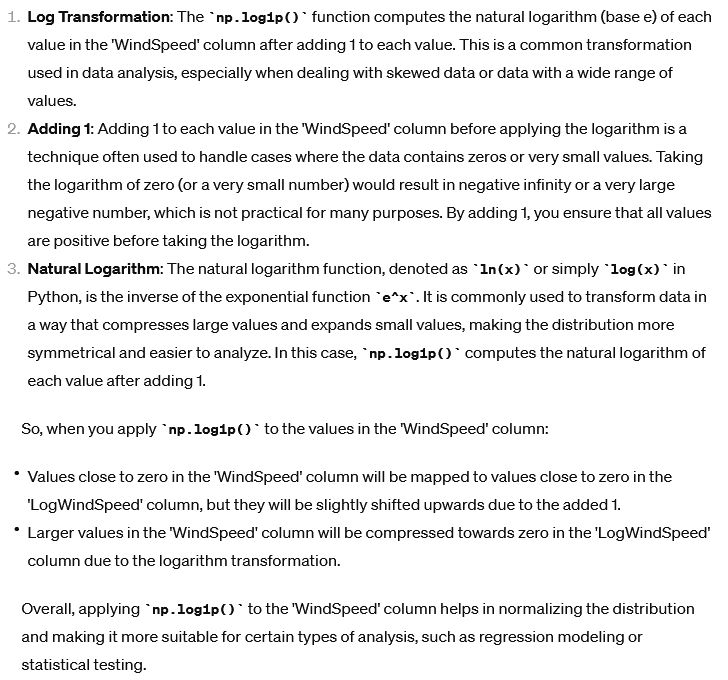 1. Log Transformation: The `np.log1p()` function computes the natural logarithm (base e) of each
value in the 'WindSpeed' column after adding 1 to each value. This is a common transformation
used in data analysis, especially when dealing with skewed data or data with a wide range of
values.
2. Adding 1: Adding 1 to each value in the 'WindSpeed' column before applying the logarithm is a
technique often used to handle cases where the data contains zeros or very small values. Taking
the logarithm of zero (or a very small number) would result in negative infinity or a very large
negative number, which is not practical for many purposes. By adding 1, you ensure that all values
are positive before taking the logarithm.
3. Natural Logarithm: The natural logarithm function, denoted as `ln(x)` or simply `log(x)` in
Python, is the inverse of the exponential function `e^x`. It is commonly used to transform data in
a way that compresses large values and expands small values, making the distribution more
symmetrical and easier to analyze. In this case, `np.log1p()` computes the natural logarithm of
each value after adding 1.
So, when you apply `np.log1p()` to the values in the 'WindSpeed' column:
• Values close to zero in the 'WindSpeed' column will be mapped to values close to zero in the
'LogWindSpeed' column, but they will be slightly shifted upwards due to the added 1.
• Larger values in the 'WindSpeed' column will be compressed towards zero in the 'LogWindSpeed'
column due to the logarithm transformation.
Overall, applying `np.log1p()` to the 'WindSpeed' column helps in normalizing the distribution
and making it more suitable for certain types of analysis, such as regression modeling or
statistical testing.